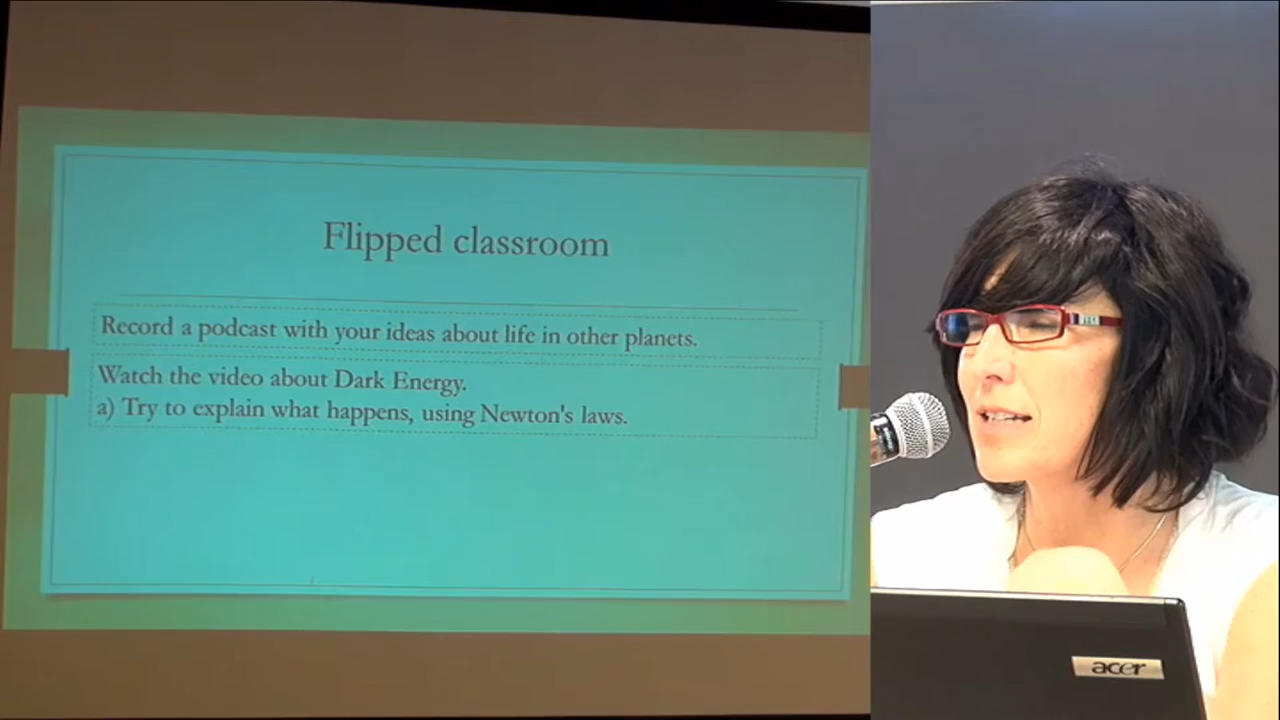 Flipped classroom
Record a podcast with your ideas about life in other planets.
Watch the video about Dark Energy.
a) Try to explain what happens, using Newton's laws.
acer